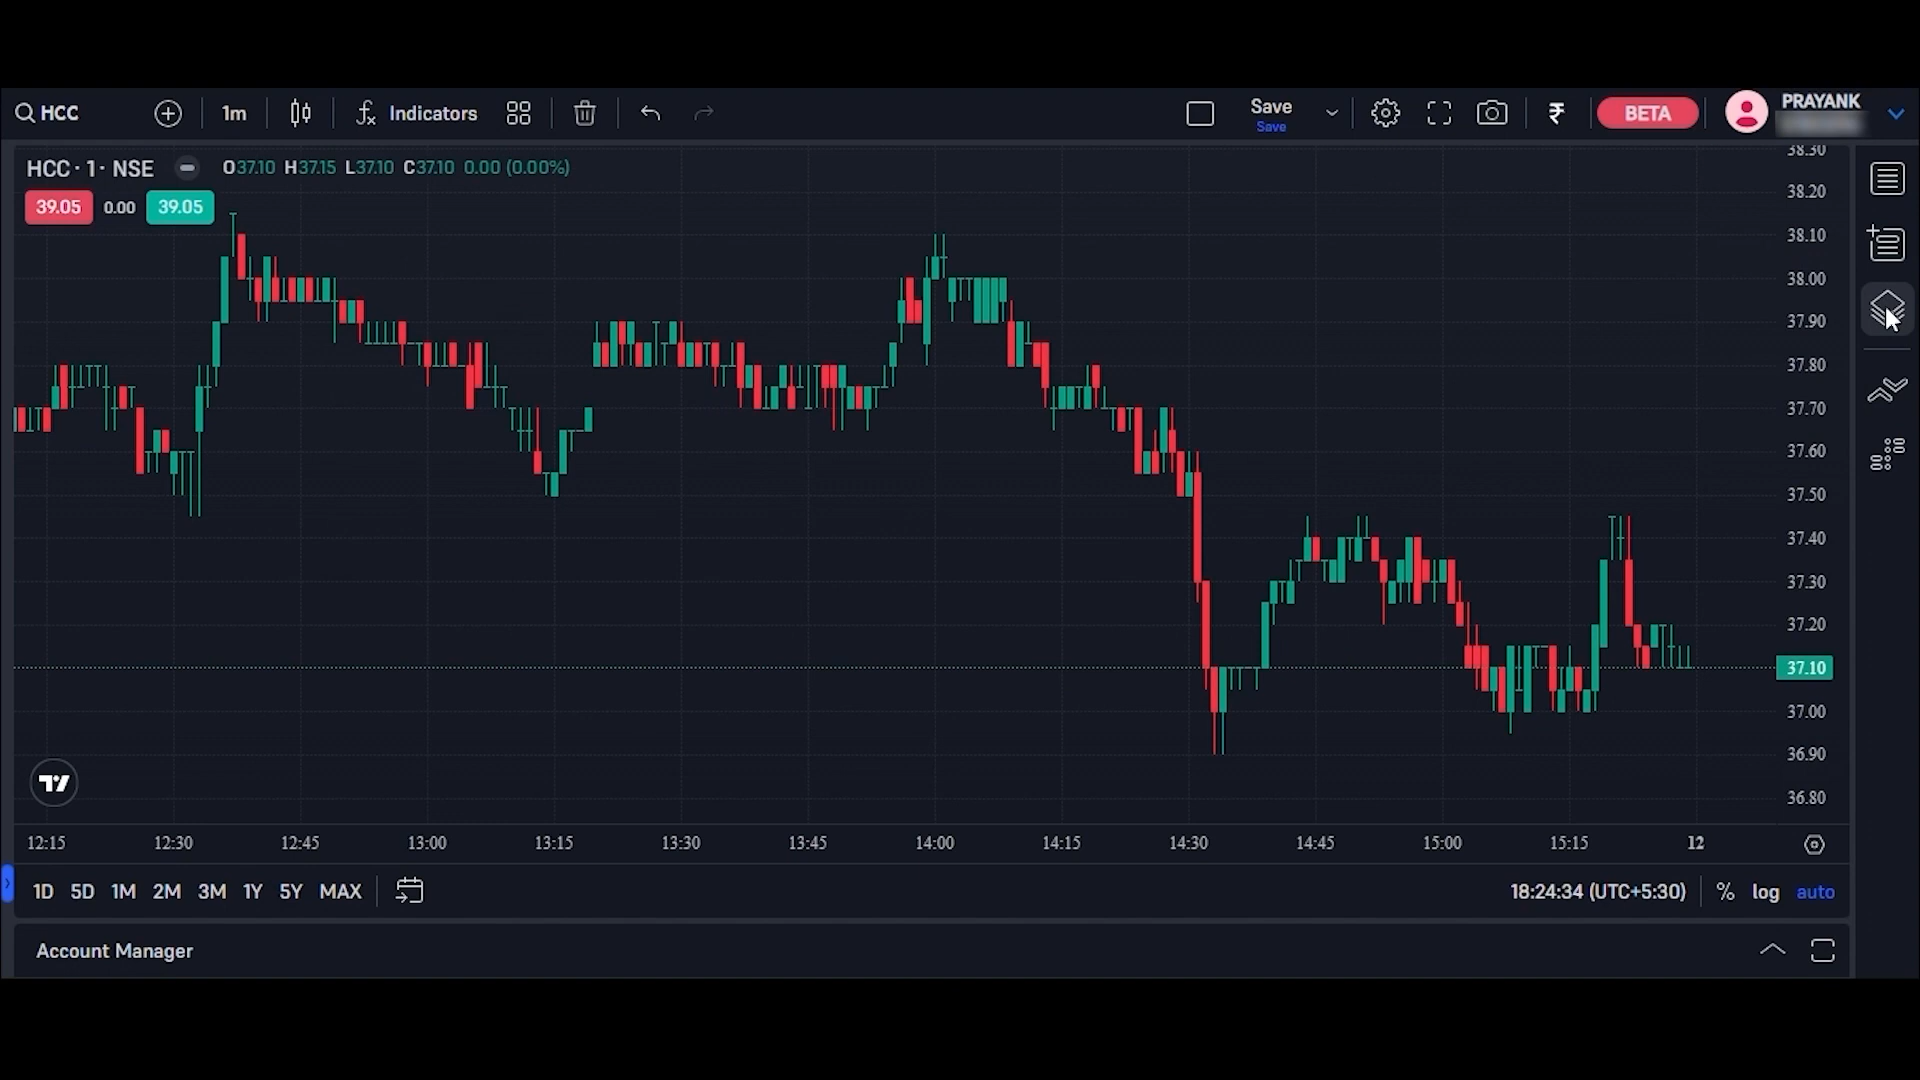 HCC 1m Indicators Save BETA PRAYANK
Save
HCC · 1 · NSE O37.10 H37.15 L37.10 C37.10 0.00 (0.00%)
39.05 0.00 39.05
38.30
38.20
38.10
38.00
37.90
37.80
37.70
37.60
37.50
37.40
37.30
37.20
37.10
37.00
36.90
36.80
12:15 12:30 12:45 13:00 13:15 13:30 13:45 14:00 14:15 14:30 14:45 15:00 15:15 12
1D 5D 1M 2M 3M 1Y 5Y MAX 18:24:34 (UTC+5:30) % log auto
Account Manager